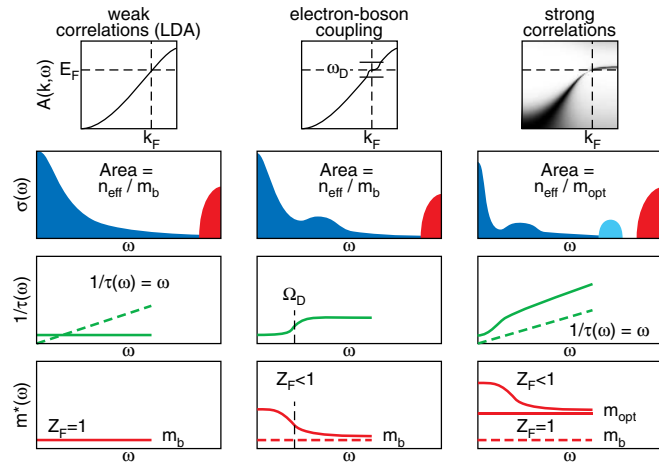 weak
correlations (LDA)
electron-boson
coupling
strong
correlations
A(k,ω)
E_F
k_F
ω_D
k_F
k_F
σ(ω)
Area =
n_eff / m_b
ω
Area =
n_eff / m_b
ω
Area =
n_eff / m_opt
ω
1/τ(ω)
1/τ(ω) = ω
ω
Ω_D
ω
1/τ(ω) = ω
ω
m*(ω)
Z_F=1
m_b
ω
Z_F<1
m_b
ω
Z_F<1
m_opt
Z_F=1
m_b
ω